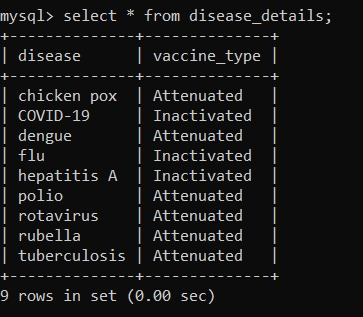 mysql> select * from disease_details;
+--------------+--------------+
| disease      | vaccine_type |
+--------------+--------------+
| chicken pox  | Attenuated   |
| COVID-19     | Inactivated  |
| dengue       | Attenuated   |
| flu          | Inactivated  |
| hepatitis A  | Inactivated  |
| polio        | Attenuated   |
| rotavirus    | Attenuated   |
| rubella      | Attenuated   |
| tuberculosis | Attenuated   |
+--------------+--------------+
9 rows in set (0.00 sec)